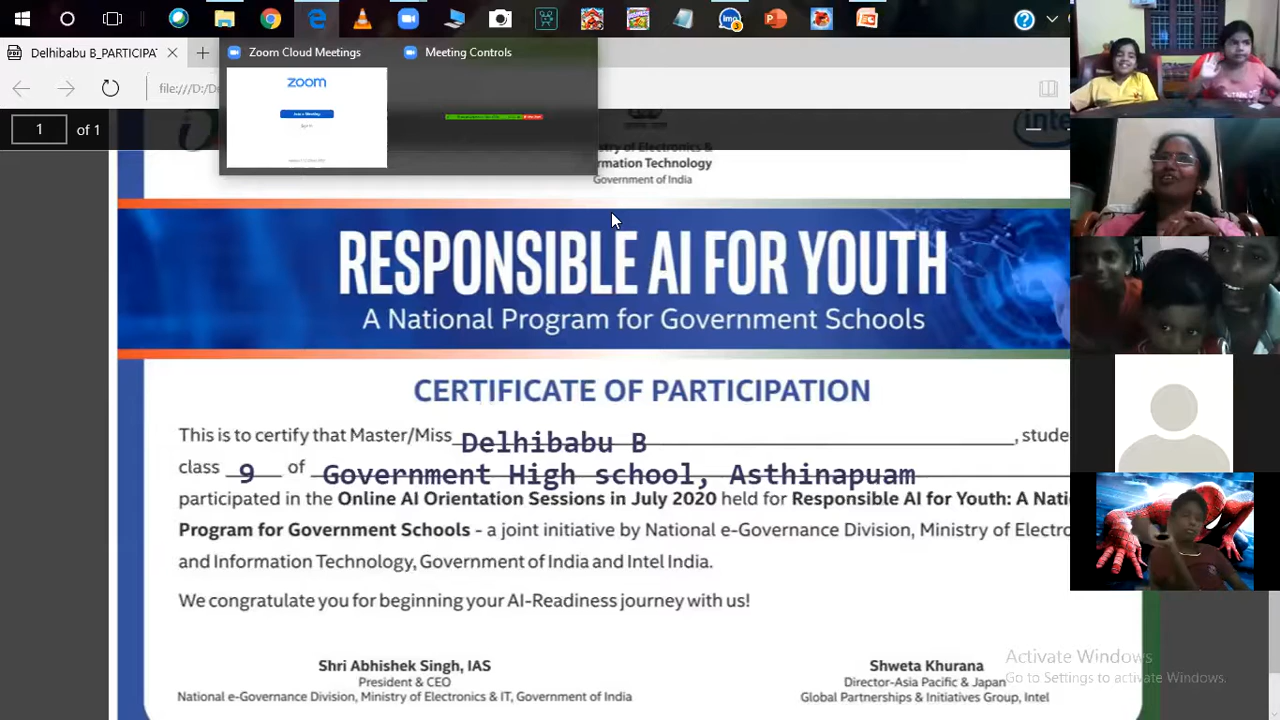 Delhibabu B_PARTICIPA
Zoom Cloud Meetings
Meeting Controls
file:///D:/D
zoom
1 of 1
intel
ry of Electronics &
rmation Technology
Government of India
RESPONSIBLE AI FOR YOUTH
A National Program for Government Schools
CERTIFICATE OF PARTICIPATION
This is to certify that Master/Miss Delhibabu B, stude
class 9 of Government High school, Asthinapuam
participated in the Online AI Orientation Sessions in July 2020 held for Responsible AI for Youth: A Nati
Program for Government Schools - a joint initiative by National e-Governance Division, Ministry of Electro
and Information Technology, Government of India and Intel India.
We congratulate you for beginning your AI-Readiness journey with us!
Shri Abhishek Singh, IAS
President & CEO
National e-Governance Division, Ministry of Electronics & IT, Government of India
Shweta Khurana
Director-Asia Pacific & Japan
Global Partnerships & Initiatives Group, Intel
Activate Windows
Go to Settings to activate Windows.